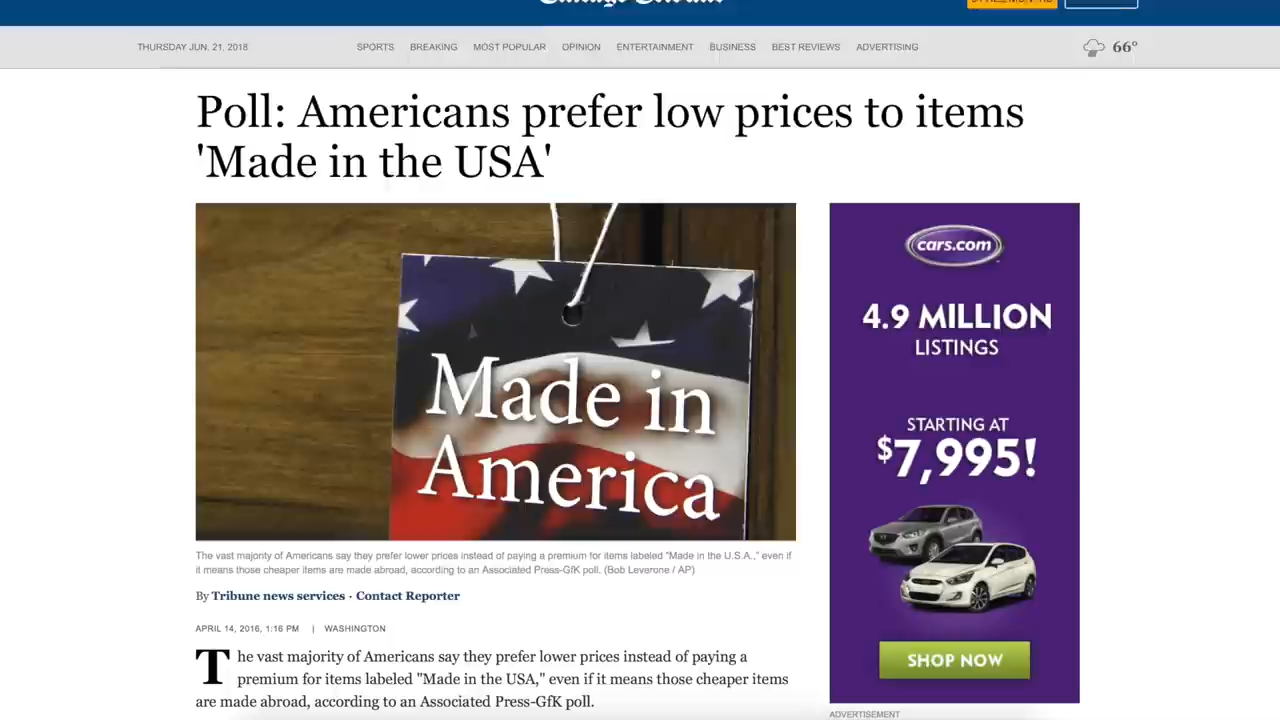 THURSDAY JUN. 21, 2018
SPORTS BREAKING MOST POPULAR OPINION ENTERTAINMENT BUSINESS BEST REVIEWS ADVERTISING
66°
Poll: Americans prefer low prices to items
'Made in the USA'
Made in
America
The vast majority of Americans say they prefer lower prices instead of paying a premium for items labeled "Made in the U.S.A.," even if
it means those cheaper items are made abroad, according to an Associated Press-GfK poll. (Bob Leverone / AP)
By Tribune news services · Contact Reporter
APRIL 14, 2016, 1:16 PM | WASHINGTON
The vast majority of Americans say they prefer lower prices instead of paying a
premium for items labeled "Made in the USA," even if it means those cheaper items
are made abroad, according to an Associated Press-GfK poll.
cars.com
4.9 MILLION
LISTINGS
STARTING AT
$7,995!
SHOP NOW
ADVERTISEMENT